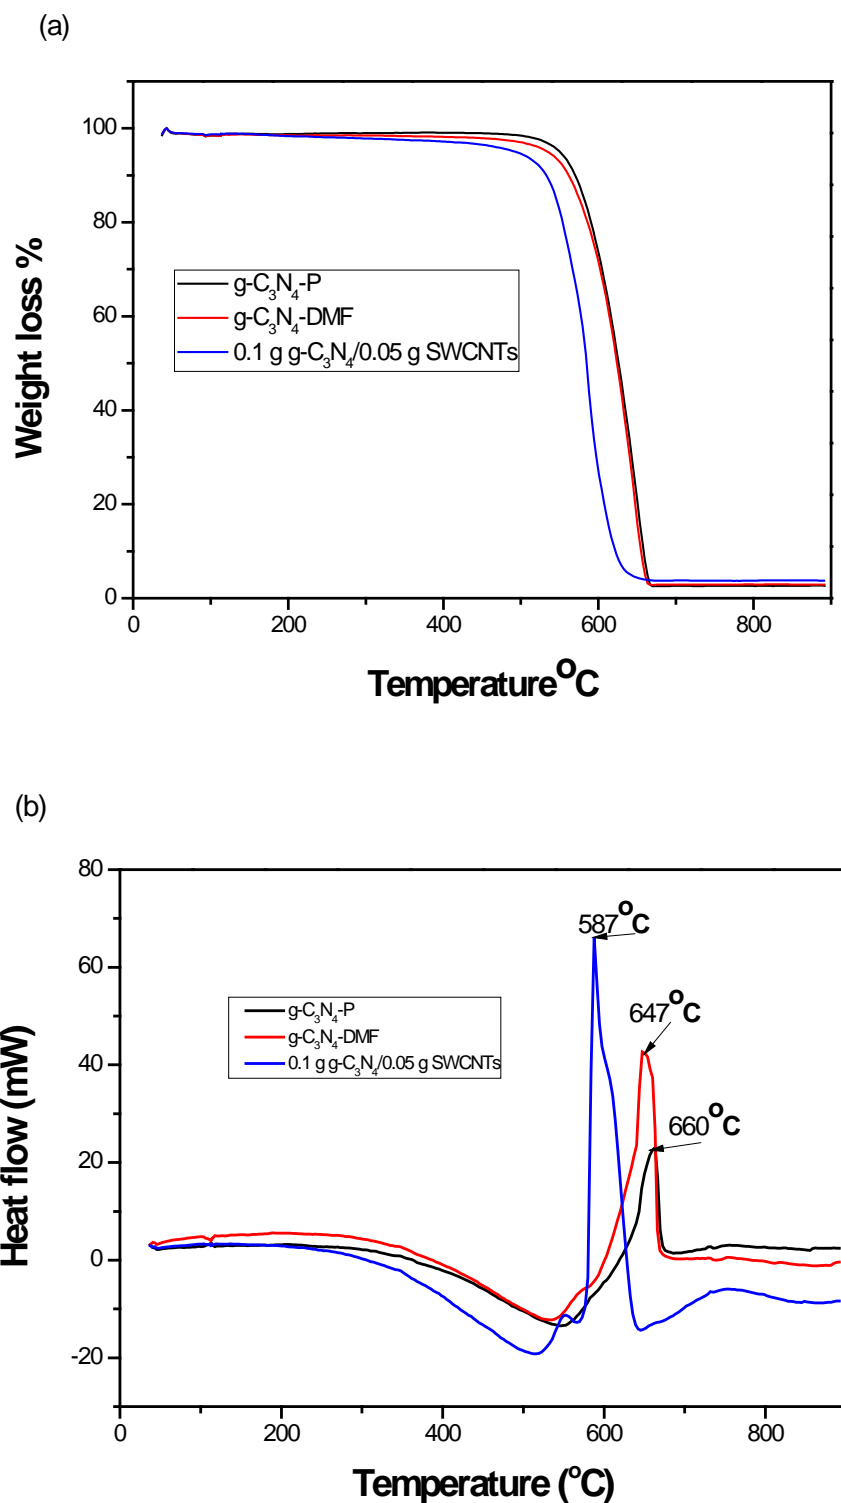 (a)
100
80
60
40
20
0
Weight loss %
g-C₃N₄-P
g-C₃N₄-DMF
0.1 g g-C₃N₄/0.05 g SWCNTs
0 200 400 600 800
Temperature°C
(b)
80
60
40
20
0
-20
Heat flow (mW)
587°C
647°C
660°C
g-C₃N₄-P
g-C₃N₄-DMF
0.1 g g-C₃N₄/0.05 g SWCNTs
0 200 400 600 800
Temperature (°C)